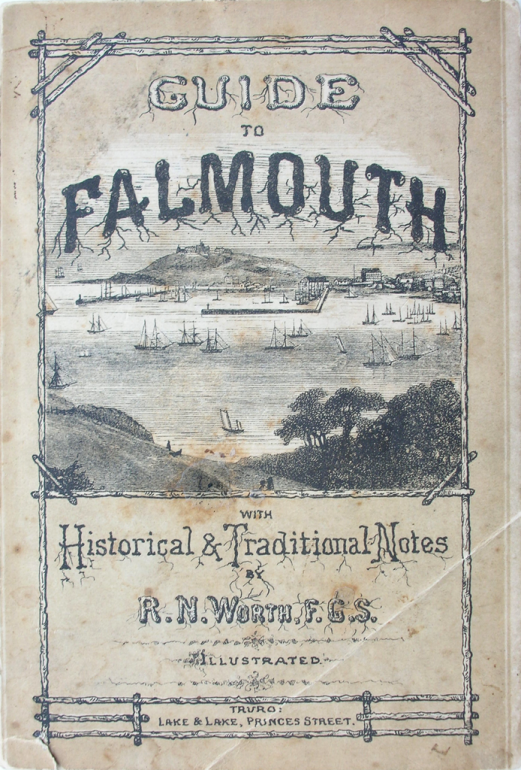 GUIDE
TO
FALMOUTH
WITH
Historical & Traditional Notes
BY
R. N. WORTH, F.G.S.
ILLUSTRATED.
TRURO:
LAKE & LAKE, PRINCES STREET.